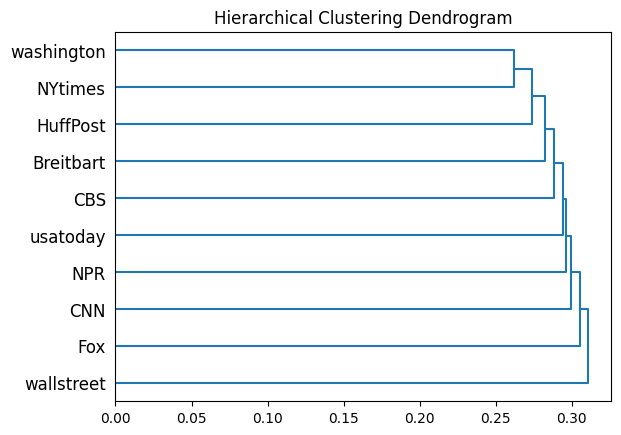 Hierarchical Clustering Dendrogram
washington
NYtimes
HuffPost
Breitbart
CBS
usatoday
NPR
CNN
Fox
wallstreet
0.00 0.05 0.10 0.15 0.20 0.25 0.30